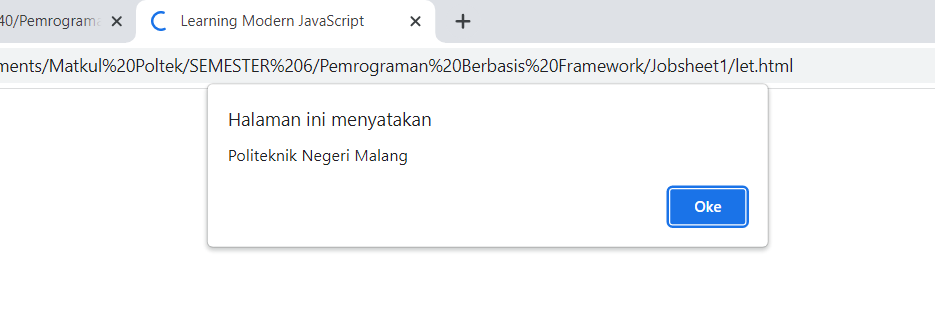 40/Pemrogram
Learning Modern JavaScript
ments/Matkul%20Poltek/SEMESTER%206/Pemrograman%20Berbasis%20Framework/Jobsheet1/let.html
Halaman ini menyatakan
Politeknik Negeri Malang
Oke